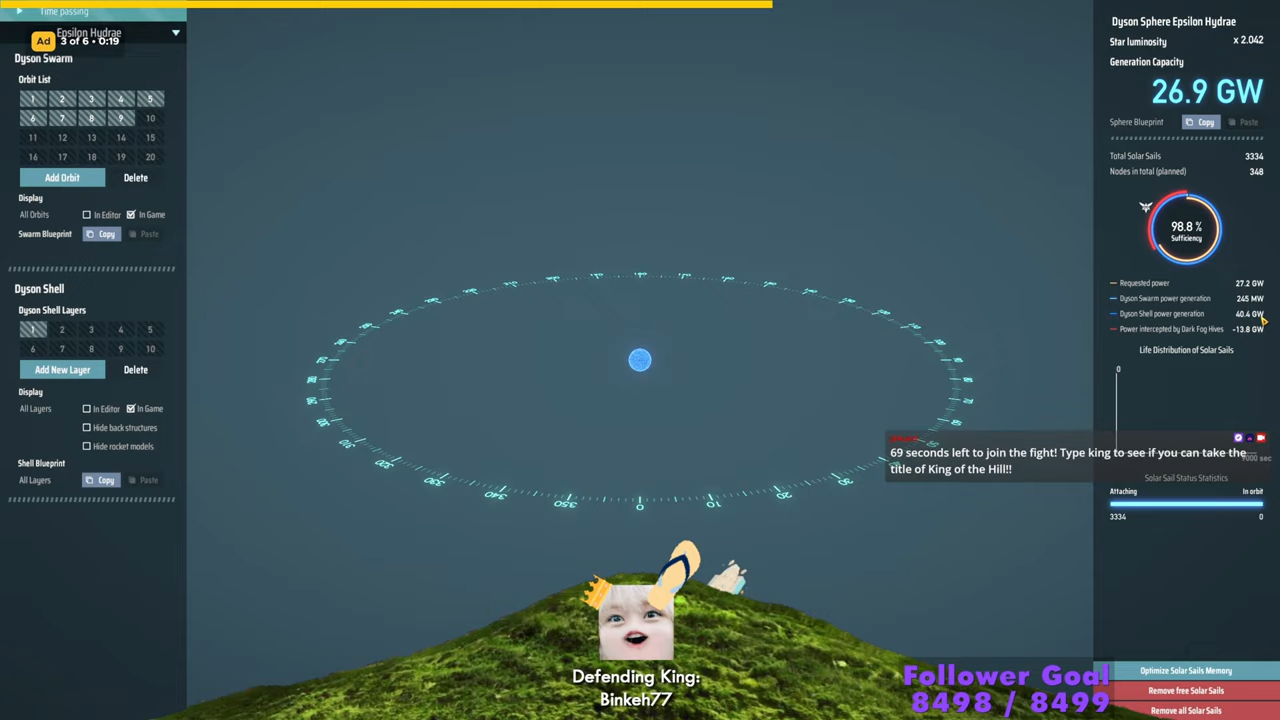 Time passing
Epsilon Hydrae
Ad 3 of 6 • 0:19
Dyson Swarm
Orbit List
1 2 3 4 5
6 7 8 9 10
11 12 13 14 15
16 17 18 19 20
Add Orbit Delete
Display
All Orbits In Editor In Game
Swarm Blueprint Copy Paste
Dyson Shell
Dyson Shell Layers
1 2 3 4 5
6 7 8 9 10
Add New Layer Delete
Display
All Layers In Editor In Game
Hide back structures
Hide rocket models
Shell Blueprint
All Layers Copy Paste
330 340 350 0 10 20 30
Dyson Sphere Epsilon Hydrae
Star luminosity x 2.042
Generation Capacity
26.9 GW
Sphere Blueprint Copy Paste
Total Solar Sails 3334
Nodes in total (planned) 348
98.8 %
Sufficiency
Requested power 27.2 GW
Dyson Swarm power generation 245 MW
Dyson Shell power generation 40.4 GW
Power intercepted by Dark Fog Hives -13.8 GW
Life Distribution of Solar Sails
0
69 seconds left to join the fight! Type king to see if you can take the
title of King of the Hill!!
Solar Sail Status Statistics
Attaching In orbit
3334 0
Defending King:
Binkeh77
Follower Goal
8498 / 8499
Optimize Solar Sails Memory
Remove free Solar Sails
Remove all Solar Sails